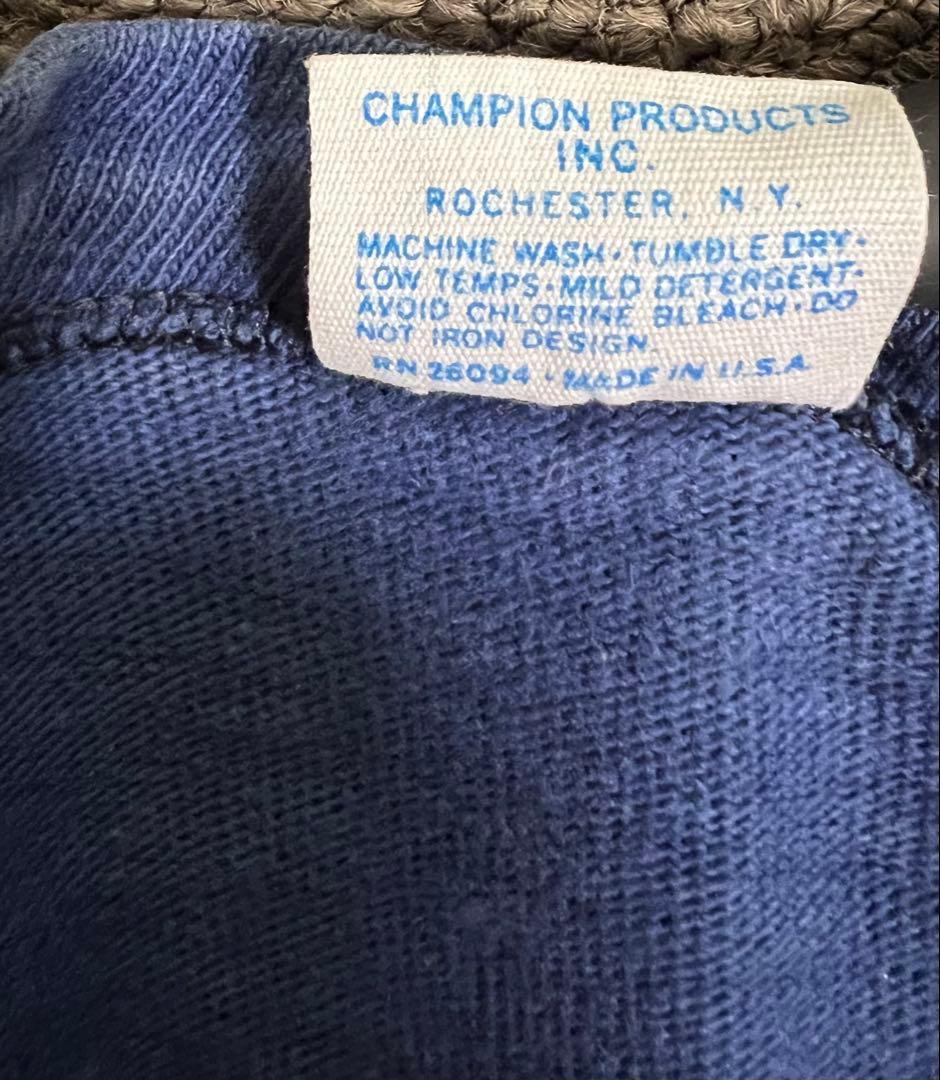 CHAMPION PRODUCTS
INC.
ROCHESTER, N.Y.
MACHINE WASH·TUMBLE DRY·
LOW TEMPS·MILD DETERGENT·
AVOID CHLORINE BLEACH·DO
NOT IRON DESIGN.
RN 26094 · MADE IN U.S.A